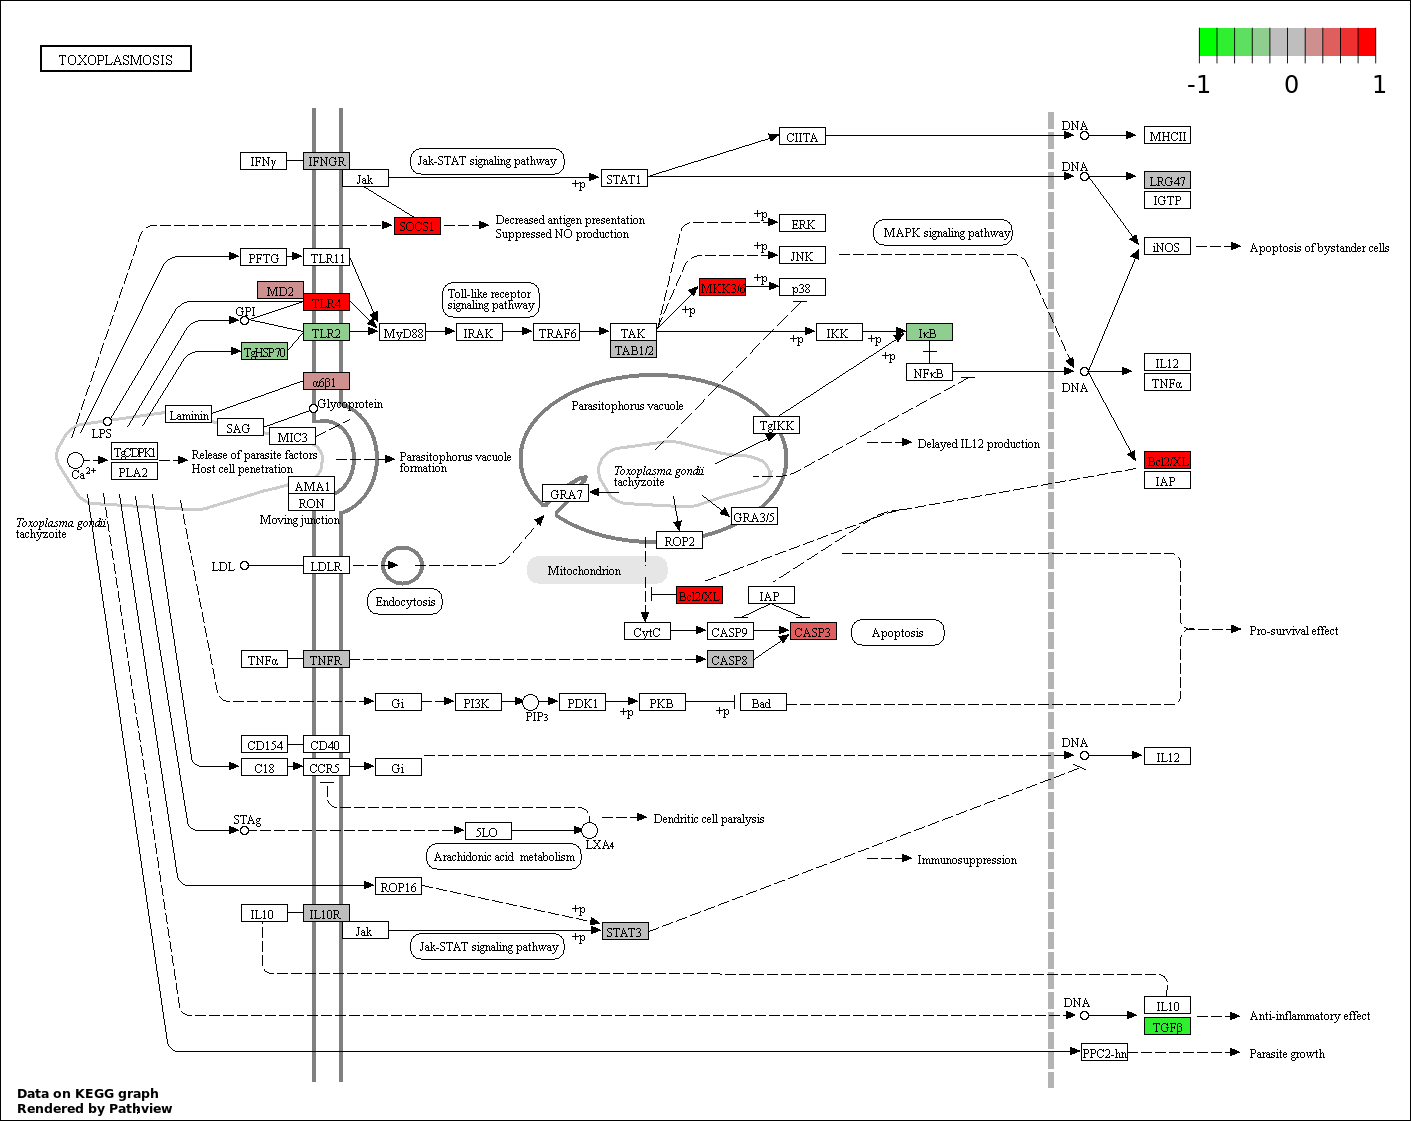 TOXOPLASMOSIS
-1 0 1
DNA
CIITA
MHCII
IFNγ
IFNGR
Jak-STAT signaling pathway
Jak
+p
STAT1
DNA
LRG47
IGTP
SOCS1
Decreased antigen presentation
Suppressed NO production
+p
ERK
MAPK signaling pathway
iNOS
Apoptosis of bystander cells
PFTG
TLR11
+p
JNK
MD2
TLR4
Toll-like receptor
signaling pathway
MKK3/6
+p
p38
GPI
+p
TLR2
MyD88
IRAK
TRAF6
TAK
+p
IKK
+p
IκB
TgHSP70
TAB1/2
+p
IL12
NFκB
DNA
TNFα
α6β1
Glycoprotein
Parasitophorus vacuole
Laminin
SAG
MIC3
TgIKK
LPS
Delayed IL12 production
TgCDPK1
PLA2
Ca2+
Release of parasite factors
Host cell penetration
Parasitophorus vacuole
formation
Toxoplasma gondii
tachyzoite
Bcl2/XL
IAP
AMA1
RON
GRA7
GRA3/5
Moving junction
Toxoplasma gondii
tachyzoite
ROP2
LDL
LDLR
Mitochondrion
Endocytosis
Bcl2/XL
IAP
CytC
CASP9
CASP3
Apoptosis
Pro-survival effect
TNFα
TNFR
CASP8
Gi
PI3K
PIP3
PDK1
+p
PKB
+p
Bad
CD154
CD40
DNA
C18
CCR5
Gi
IL12
STAg
5LO
LXA4
Dendritic cell paralysis
Arachidonic acid metabolism
Immunosuppression
ROP16
+p
IL10
IL10R
Jak
+p
STAT3
Jak-STAT signaling pathway
DNA
IL10
TGFβ
Anti-inflammatory effect
PPC2-hn
Parasite growth
Data on KEGG graph
Rendered by Pathview